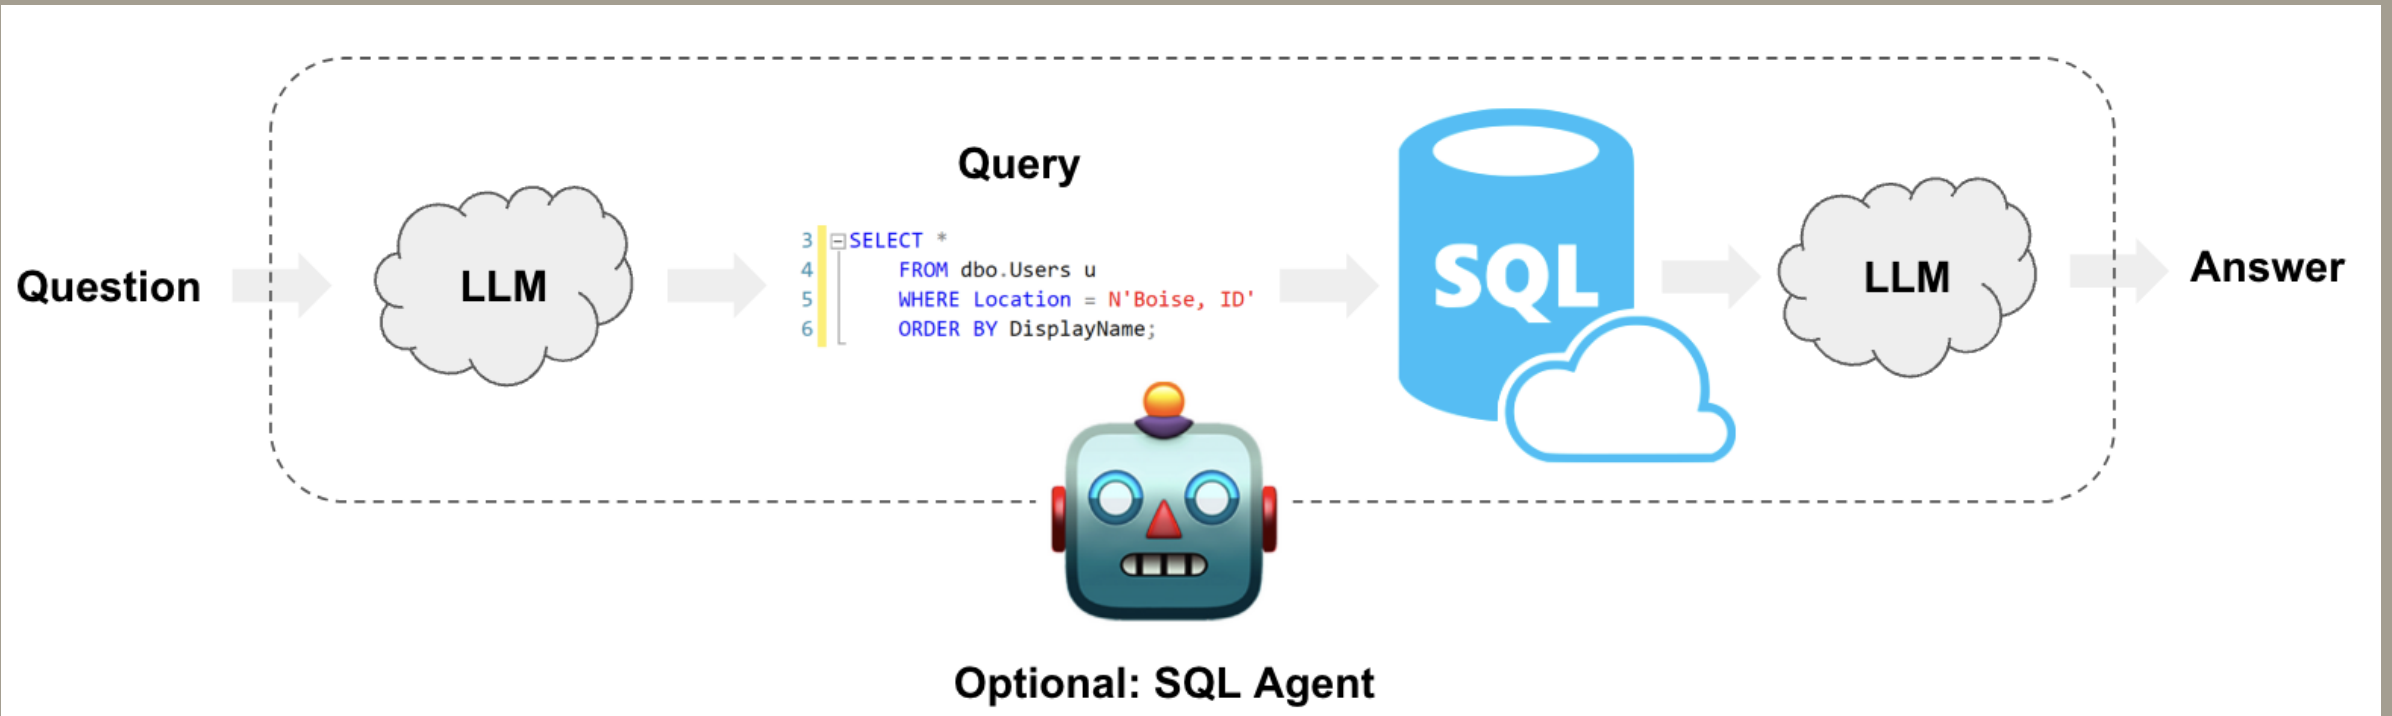 Question
LLM
Query
3 SELECT *
4 FROM dbo.Users u
5 WHERE Location = N'Boise, ID'
6 ORDER BY DisplayName;
SQL
LLM
Answer
Optional: SQL Agent